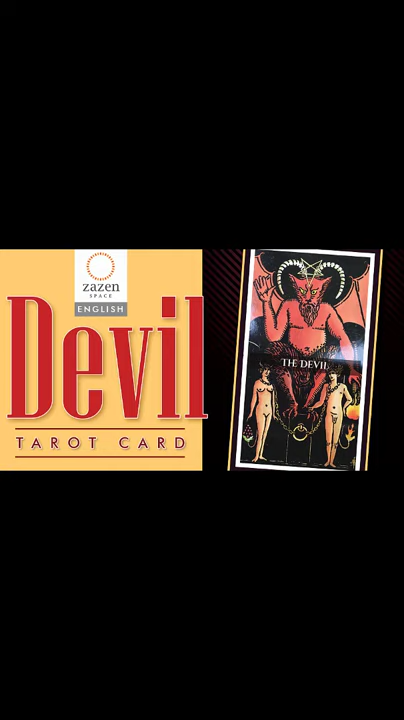 zazen
SPACE
ENGLISH
Devil
TAROT CARD
THE DEVIL